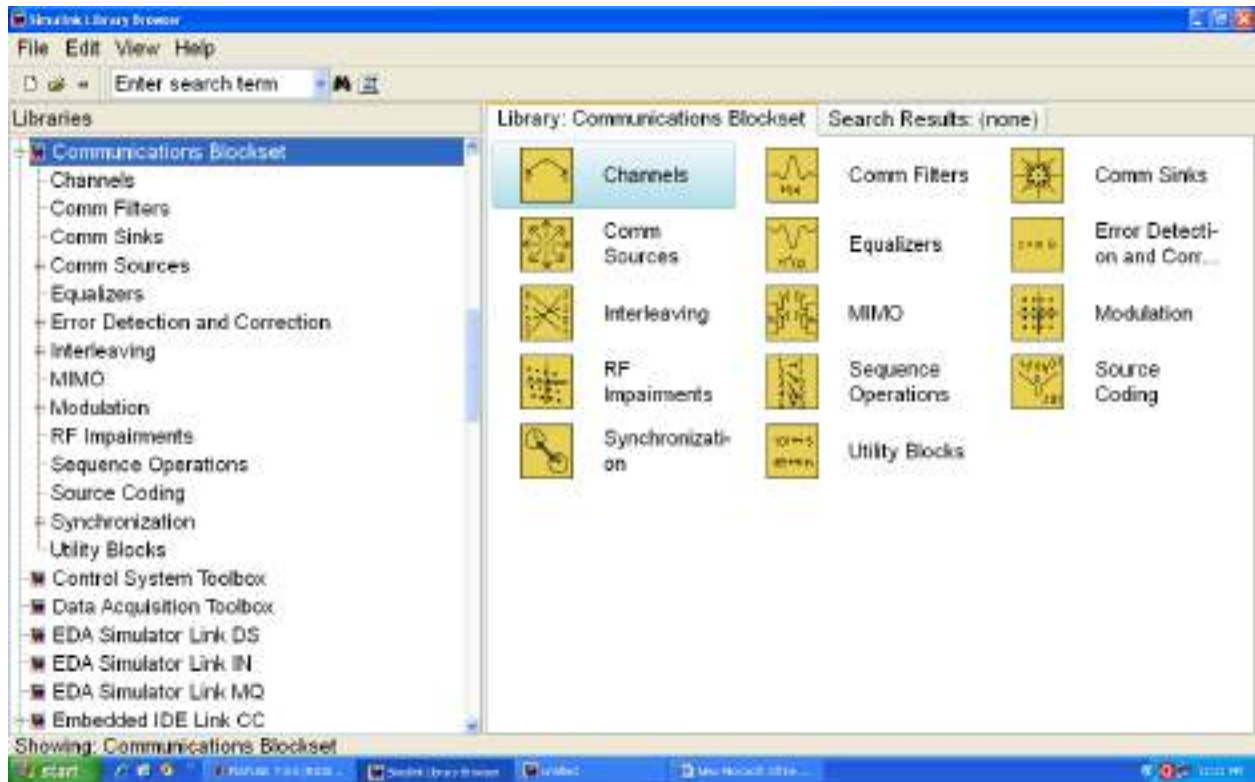 Simulink Library Browser
File Edit View Help
Enter search term
Libraries
Library: Communications Blockset
Search Results: (none)
Communications Blockset
Channels
Comm Filters
Comm Sinks
Comm Sources
Equalizers
Error Detection and Correction
Interleaving
MIMO
Modulation
RF Impairments
Sequence Operations
Source Coding
Synchronization
Utility Blocks
Control System Toolbox
Data Acquisition Toolbox
EDA Simulator Link DS
EDA Simulator Link IN
EDA Simulator Link MQ
Embedded IDE Link CC
Channels
Comm Filters
Comm Sinks
Comm
Sources
Equalizers
Error Detecti-
on and Corr...
Interleaving
MIMO
Modulation
RF
Impairments
Sequence
Operations
Source
Coding
Synchronizati-
on
Utility Blocks
Showing: Communications Blockset
start
Simulink Library Browser
untitled